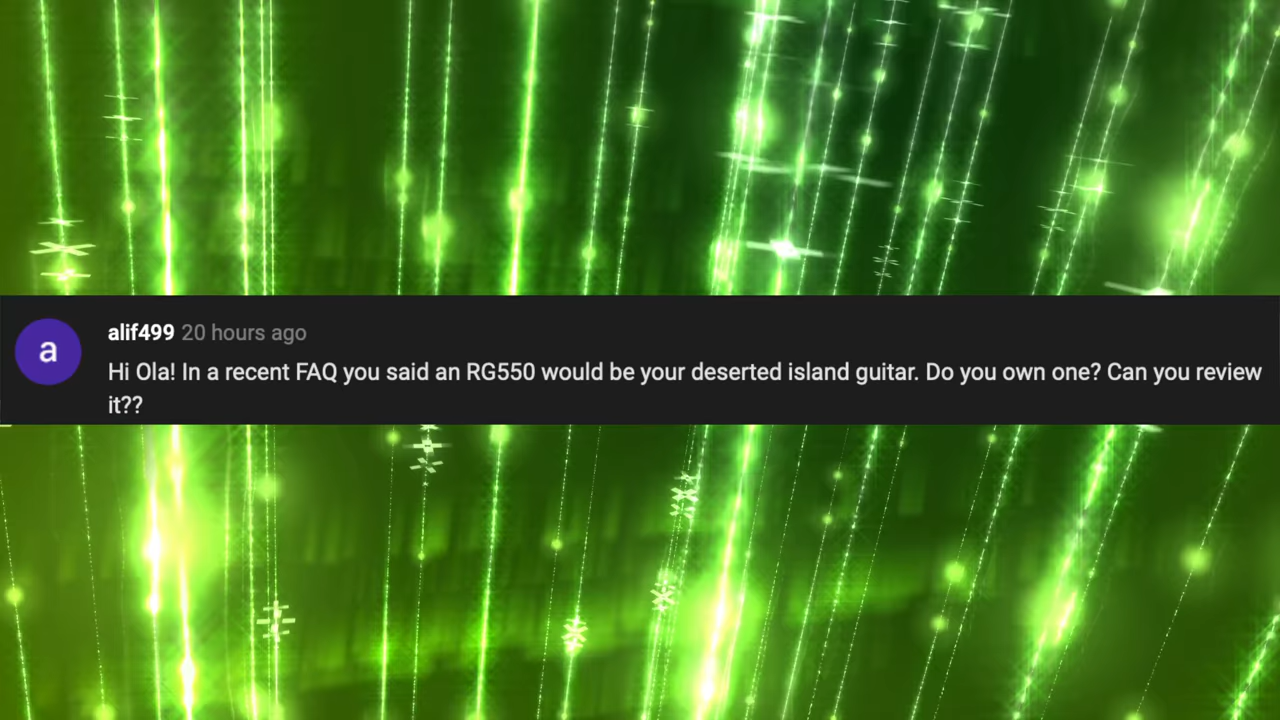 a
alif499 20 hours ago
Hi Ola! In a recent FAQ you said an RG550 would be your deserted island guitar. Do you own one? Can you review
it??